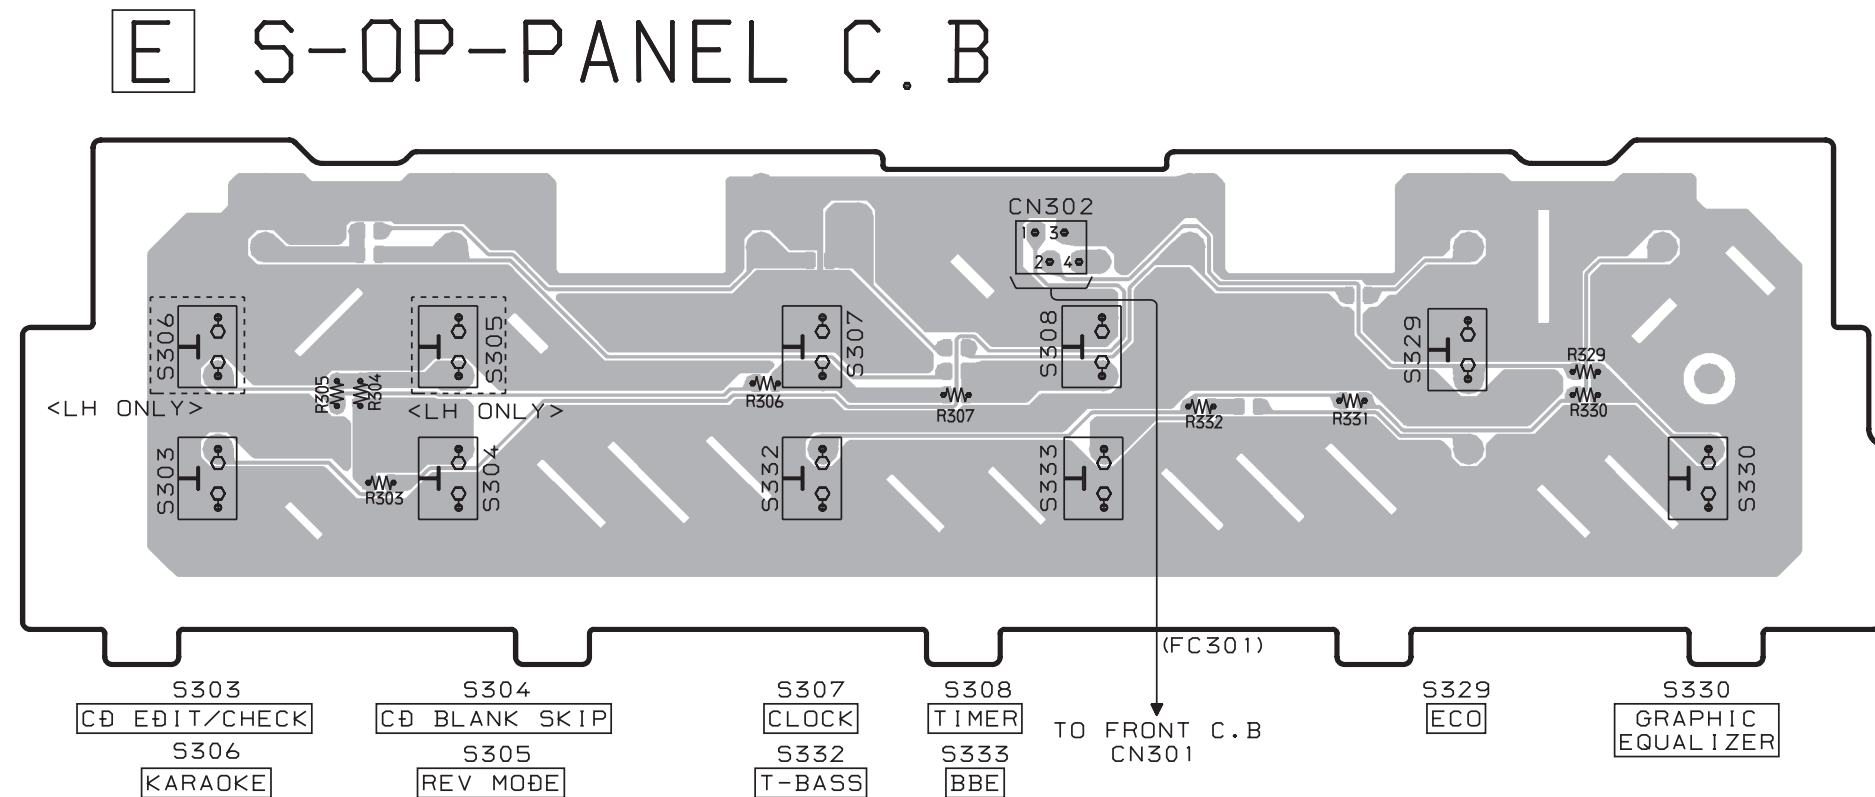 E S-OP-PANEL C.B
CN302
1 3
2 4
S306
S305
S307
S308
S329
R329
R305
R304
R306
R307
R332
R331
R330
<LH ONLY>
<LH ONLY>
S303
R303
S304
S332
S333
S330
(FC301)
S303
CD EDIT/CHECK
S306
KARAOKE
S304
CD BLANK SKIP
S305
REV MODE
S307
CLOCK
S332
T-BASS
S308
TIMER
S333
BBE
TO FRONT C.B
CN301
S329
ECO
S330
GRAPHIC
EQUALIZER